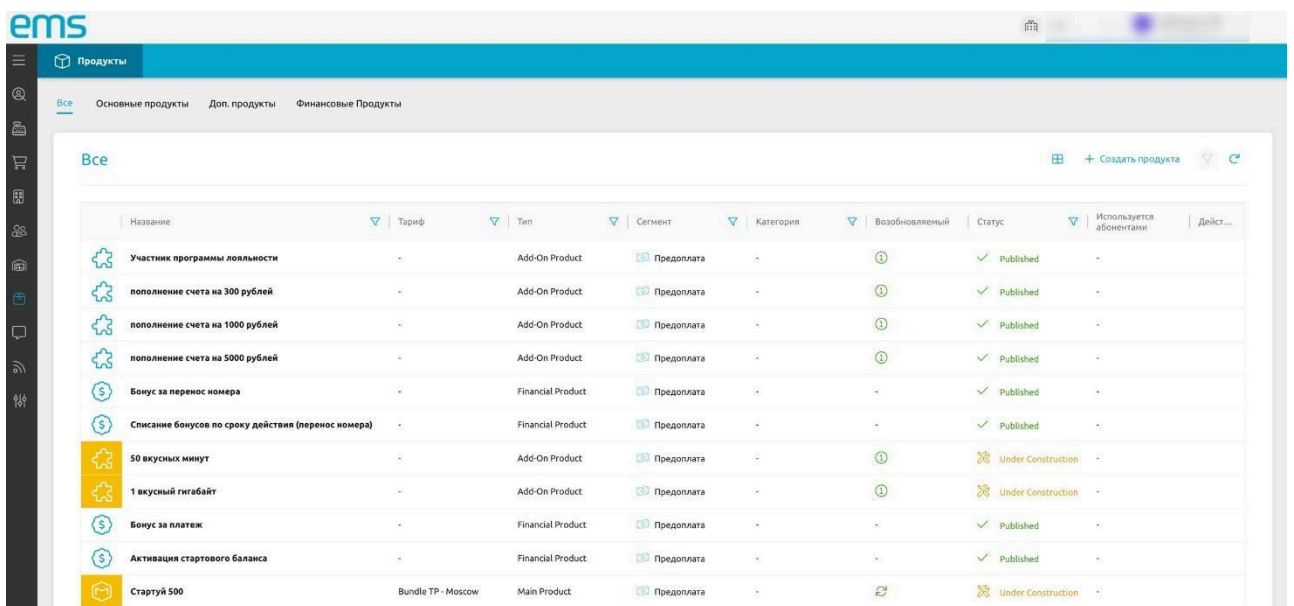 ems
Продукты
Все Основные продукты Доп. продукты Финансовые Продукты
Все + Создать продукта
Название Тариф Тип Сегмент Категория Возобновляемый Статус Используется абонентами Дейст...
Участник программы лояльности - Add-On Product Предоплата - 1 Published -
пополнение счета на 300 рублей - Add-On Product Предоплата - 1 Published -
пополнение счета на 1000 рублей - Add-On Product Предоплата - 1 Published -
пополнение счета на 5000 рублей - Add-On Product Предоплата - 1 Published -
Бонус за перенос номера - Financial Product Предоплата - - Published -
Списание бонусов по сроку действия (перенос номера) - Financial Product Предоплата - - Published -
50 вкусных минут - Add-On Product Предоплата - 1 Under Construction -
1 вкусный гигабайт - Add-On Product Предоплата - 1 Under Construction -
Бонус за платеж - Financial Product Предоплата - - Published -
Активация стартового баланса - Financial Product Предоплата - - Published -
Стартуй 500 Bundle TP - Moscow Main Product Предоплата - Under Construction -